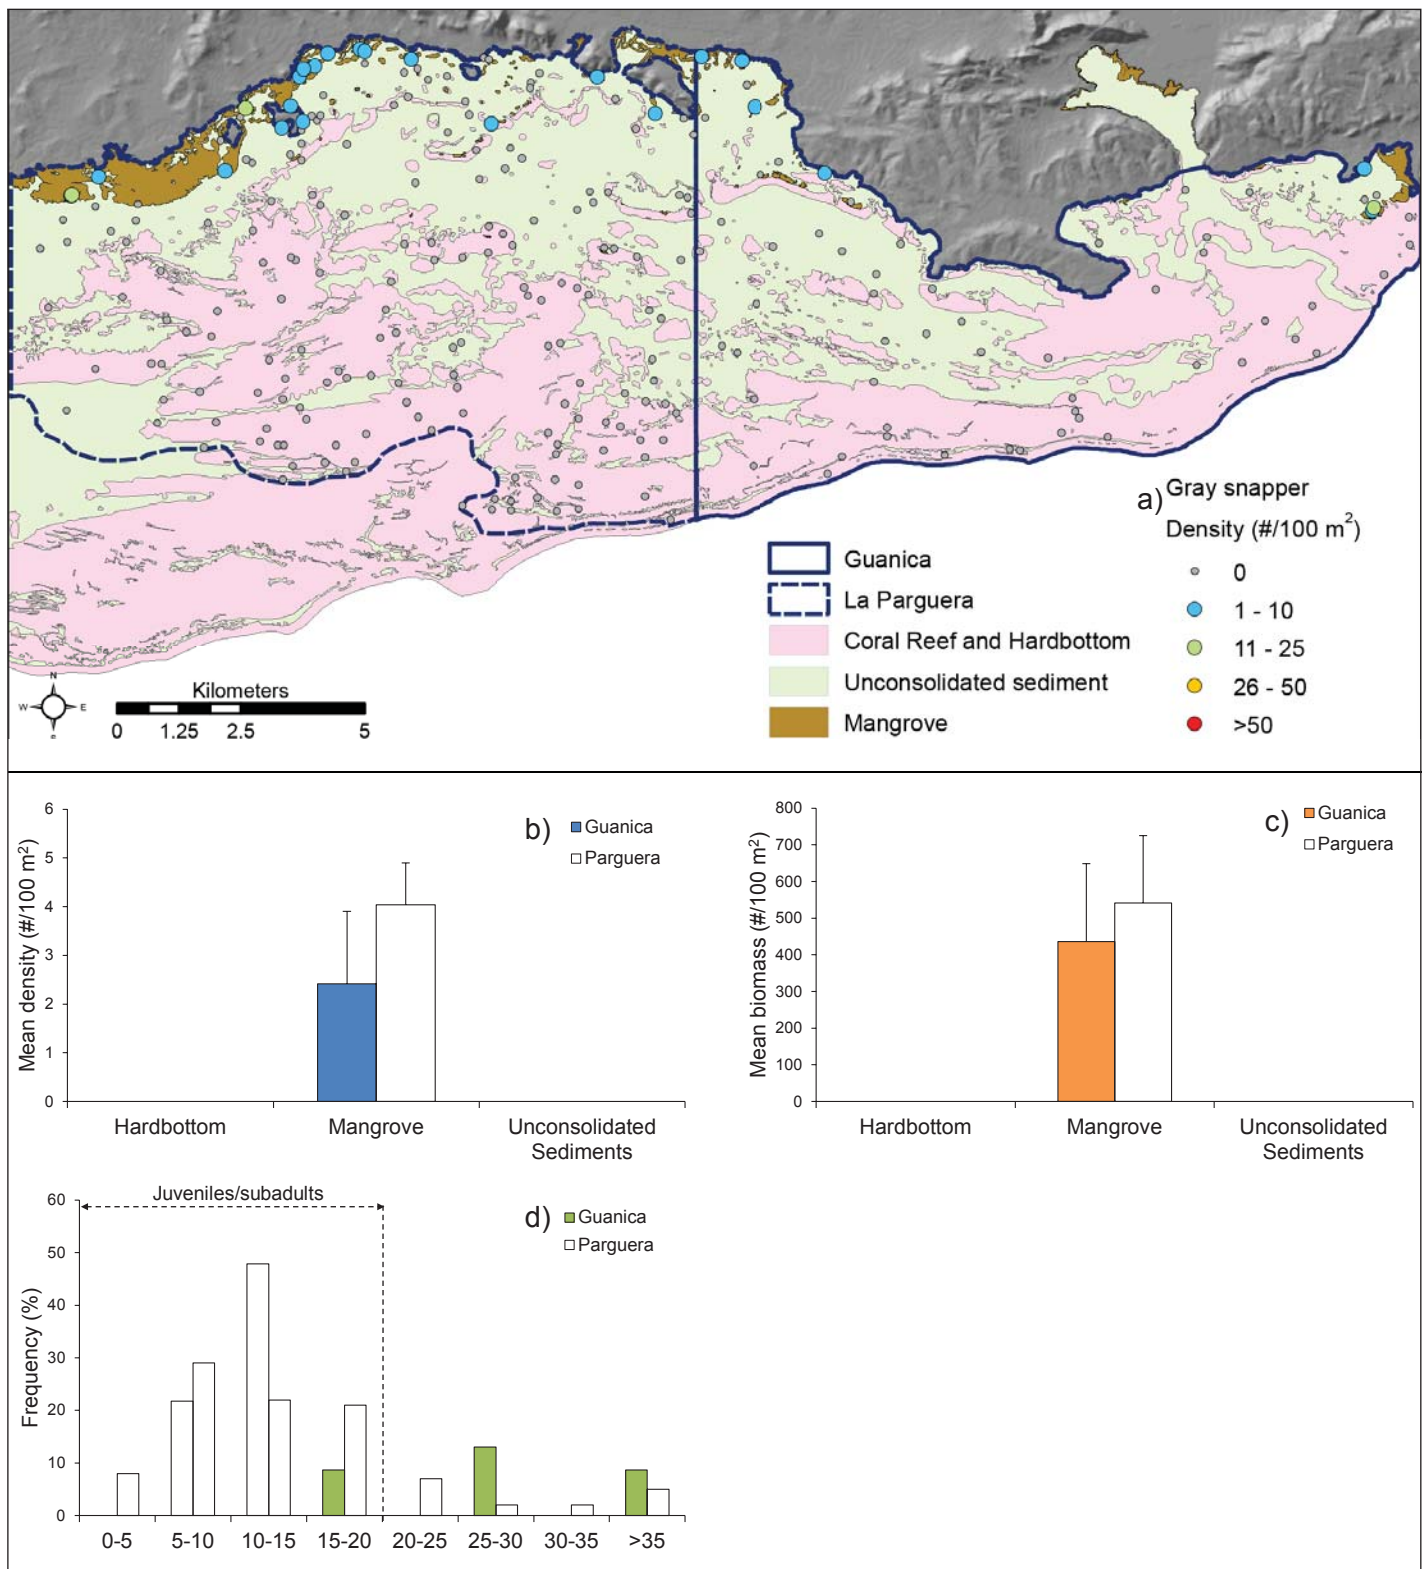 a) Gray snapper
Density (#/100 m²)
0
1 - 10
11 - 25
26 - 50
>50
Guanica
La Parguera
Coral Reef and Hardbottom
Unconsolidated sediment
Mangrove
N
W E
S
Kilometers
0 1.25 2.5 5
b)
Guanica
Parguera
Mean density (#/100 m²)
6
5
4
3
2
1
0
Hardbottom Mangrove Unconsolidated
Sediments
c)
Guanica
Parguera
Mean biomass (#/100 m²)
800
700
600
500
400
300
200
100
0
Hardbottom Mangrove Unconsolidated
Sediments
Juveniles/subadults
d)
Guanica
Parguera
Frequency (%)
60
50
40
30
20
10
0
0-5 5-10 10-15 15-20 20-25 25-30 30-35 >35